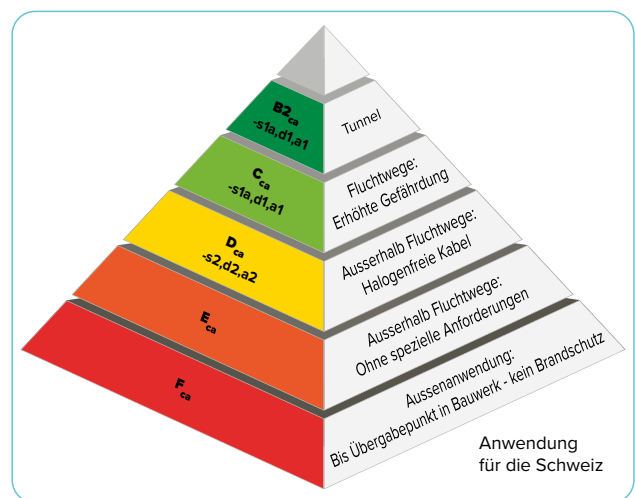 B2ca
-s1a,d1,a1
Tunnel
Cca
-s1a,d1,a1
Fluchtwege:
Erhöhte Gefährdung
Dca
-s2,d2,a2
Ausserhalb Fluchtwege:
Halogenfreie Kabel
Eca
Ausserhalb Fluchtwege:
Ohne spezielle Anforderungen
Fca
Aussenanwendung:
Bis Übergabepunkt in Bauwerk - kein Brandschutz
Anwendung
für die Schweiz